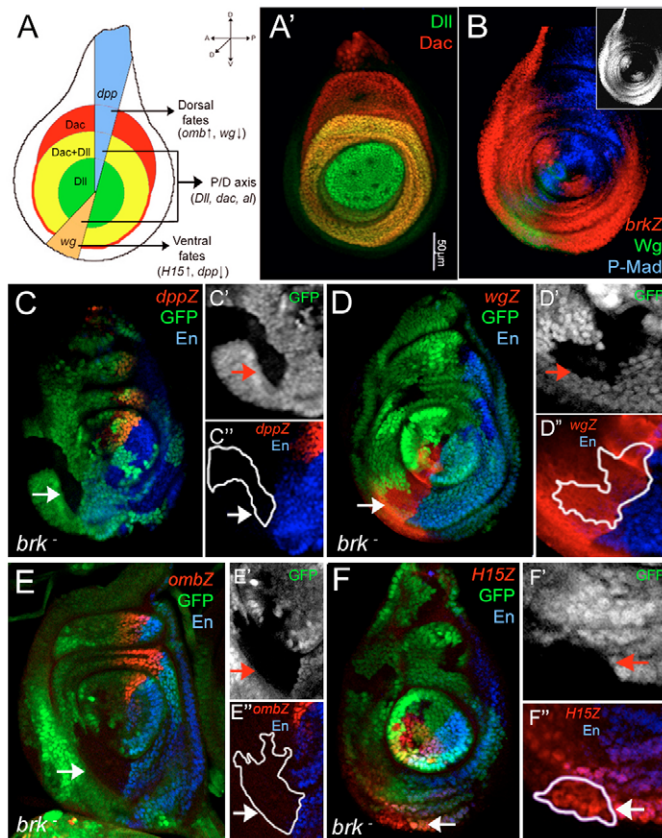 A
D
A
P
D
V
dpp
Dac
Dac+Dll
Dll
wg
Dorsal
fates
(omb↑, wg↓)
P/D axis
(Dll, dac, al)
Ventral
fates
(H15↑, dpp↓)
A'
Dll
Dac
50µm
B
brkZ
Wg
P-Mad
C
dppZ
GFP
En
brk -
C'
GFP
C''
dppZ
En
D
wgZ
GFP
En
brk -
D'
GFP
D''
wgZ
En
E
ombZ
GFP
En
brk -
E'
GFP
E''
ombZ
En
F
H15Z
GFP
En
brk -
F'
GFP
F''
H15Z
En